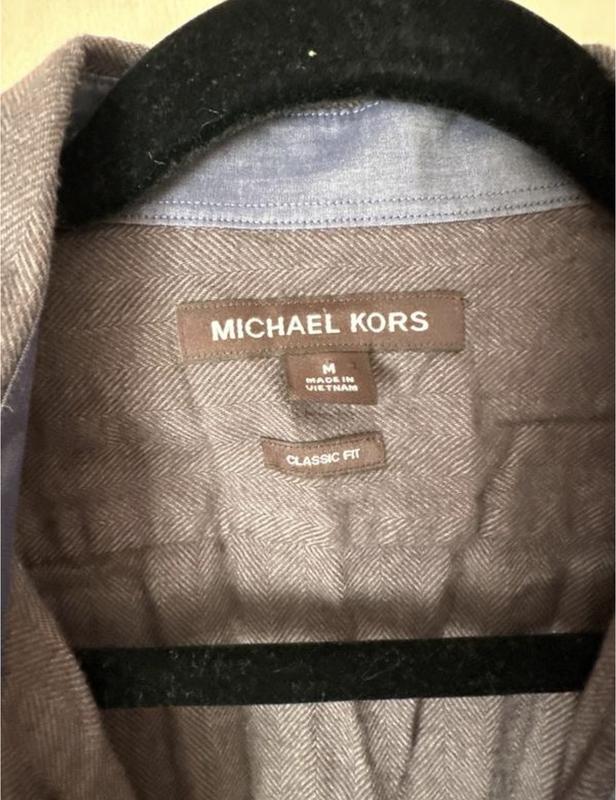 MICHAEL KORS
M
MADE IN
VIETNAM
CLASSIC FIT